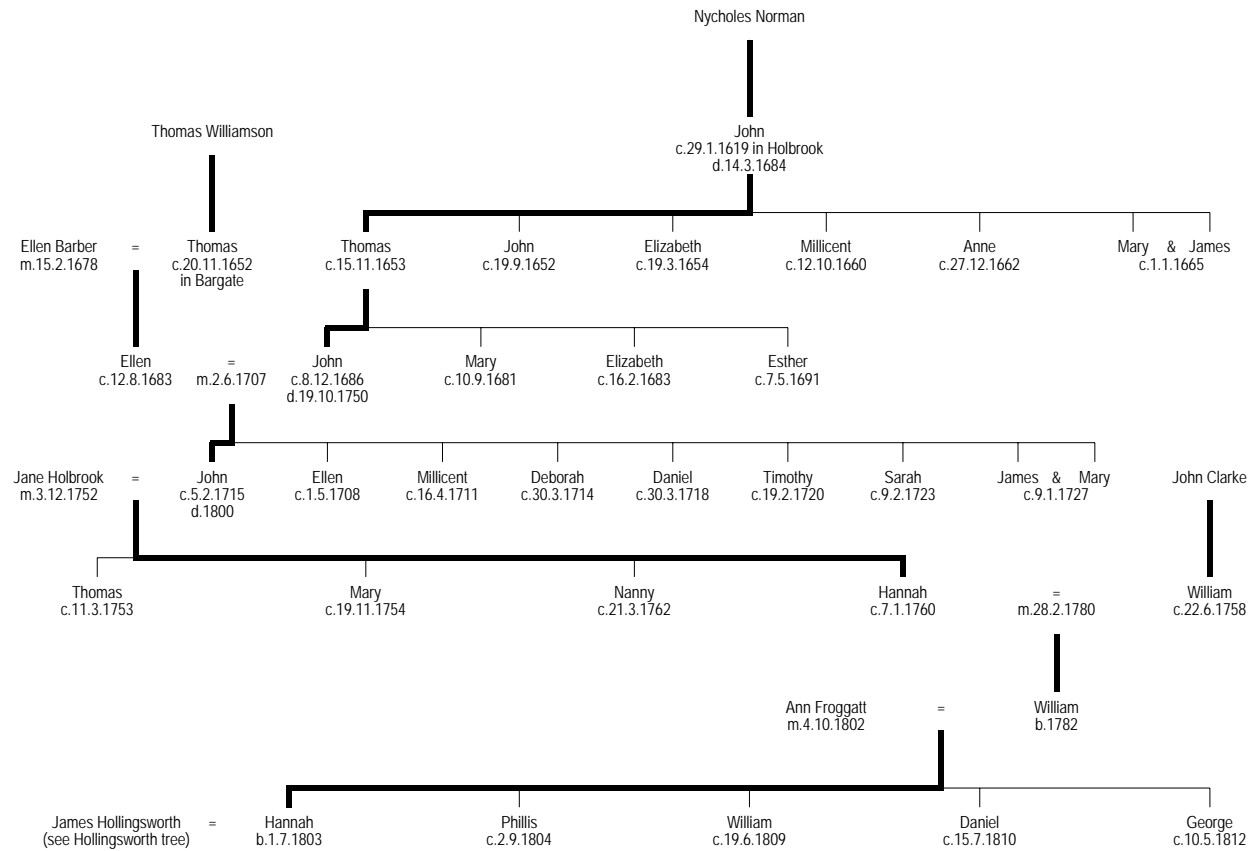 Nycholes Norman
Thomas Williamson
John
c.29.1.1619 in Holbrook
d.14.3.1684
Ellen Barber = Thomas Thomas John Elizabeth Millicent Anne Mary & James
m.15.2.1678 c.20.11.1652 c.15.11.1653 c.19.9.1652 c.19.3.1654 c.12.10.1660 c.27.12.1662 c.1.1.1665
in Bargate
Ellen = John Mary Elizabeth Esther
c.12.8.1683 m.2.6.1707 c.8.12.1686 c.10.9.1681 c.16.2.1683 c.7.5.1691
d.19.10.1750
Jane Holbrook = John Ellen Millicent Deborah Daniel Timothy Sarah James & Mary John Clarke
m.3.12.1752 c.5.2.1715 c.1.5.1708 c.16.4.1711 c.30.3.1714 c.30.3.1718 c.19.2.1720 c.9.2.1723 c.9.1.1727
d.1800
Thomas Mary Nanny Hannah = William
c.11.3.1753 c.19.11.1754 c.21.3.1762 c.7.1.1760 m.28.2.1780 c.22.6.1758
Ann Froggatt = William
m.4.10.1802 b.1782
James Hollingsworth = Hannah Phillis William Daniel George
(see Hollingsworth tree) b.1.7.1803 c.2.9.1804 c.19.6.1809 c.15.7.1810 c.10.5.1812